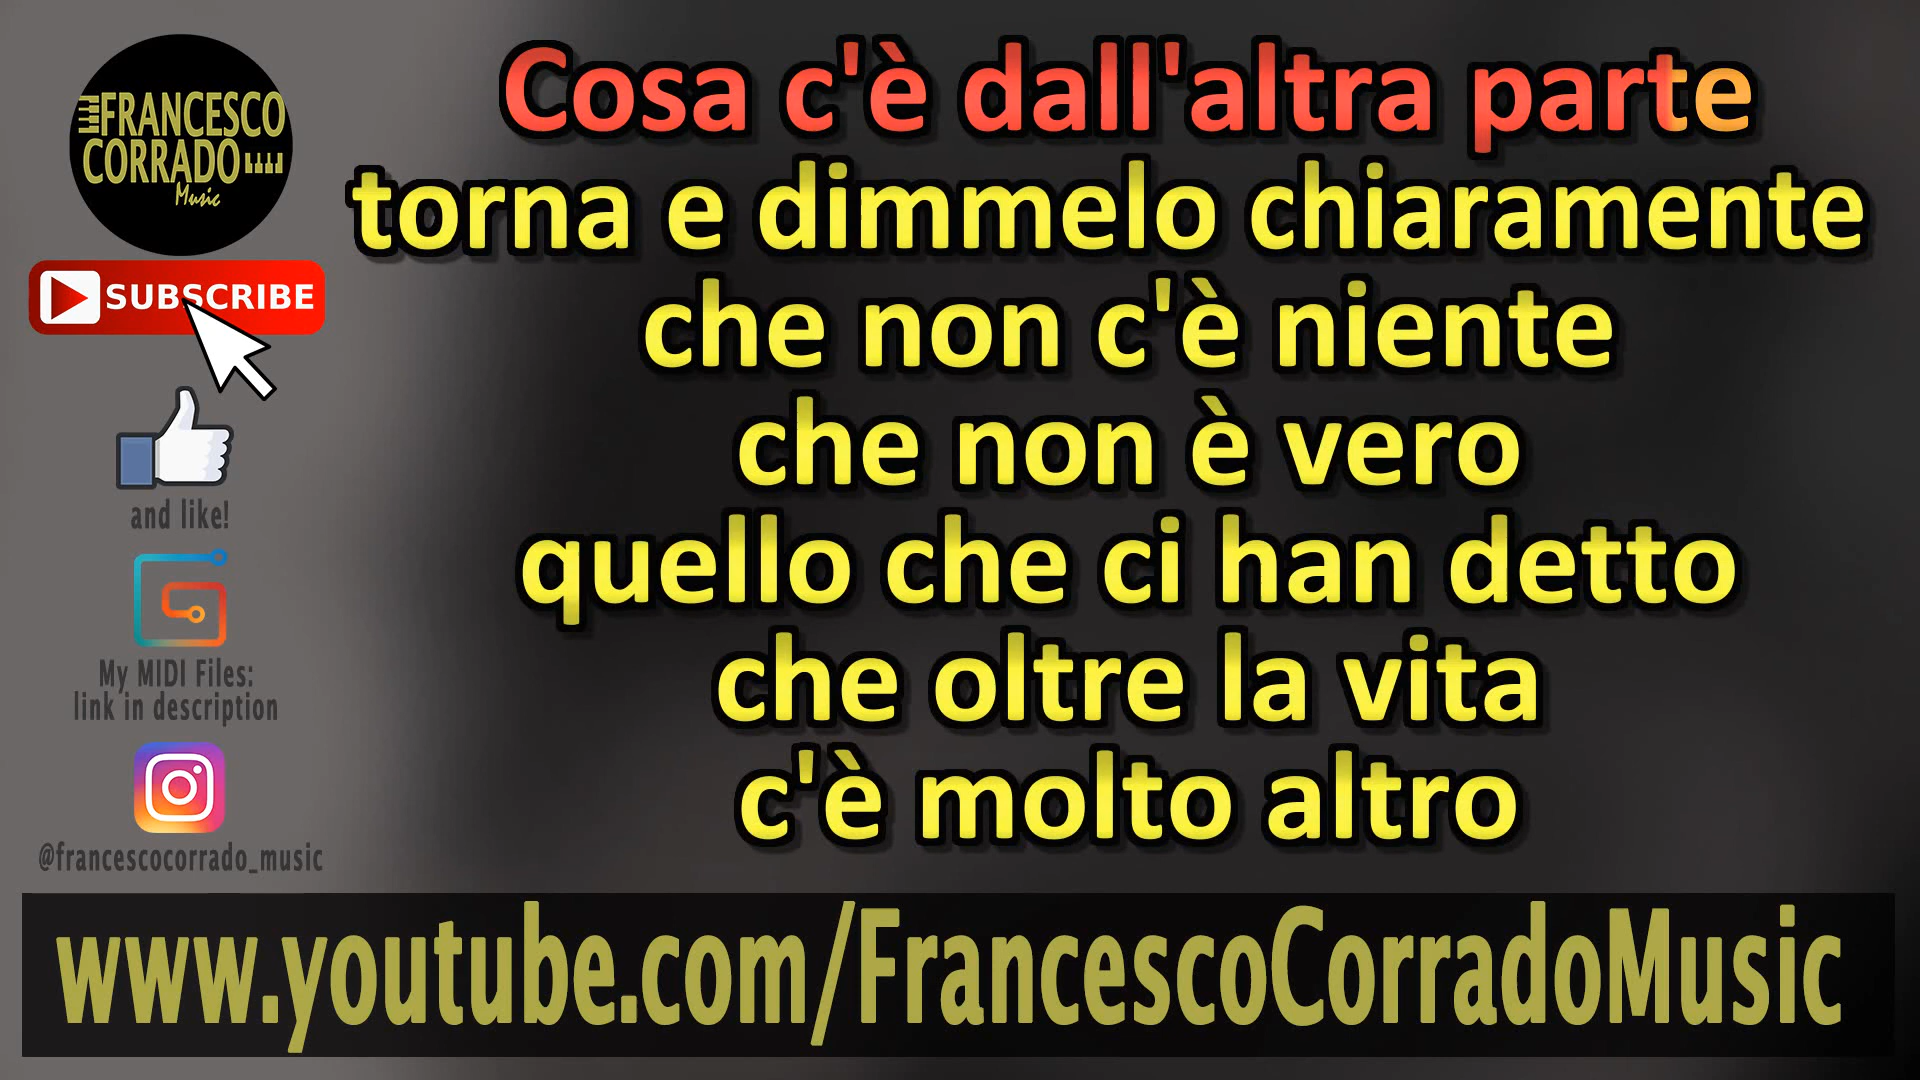 FRANCESCO
CORRADO
Music
SUBSCRIBE
and like!
My MIDI Files:
link in description
@francescocorrado_music
Cosa c'è dall'altra parte
torna e dimmelo chiaramente
che non c'è niente
che non è vero
quello che ci han detto
che oltre la vita
c'è molto altro
www.youtube.com/FrancescoCorradoMusic